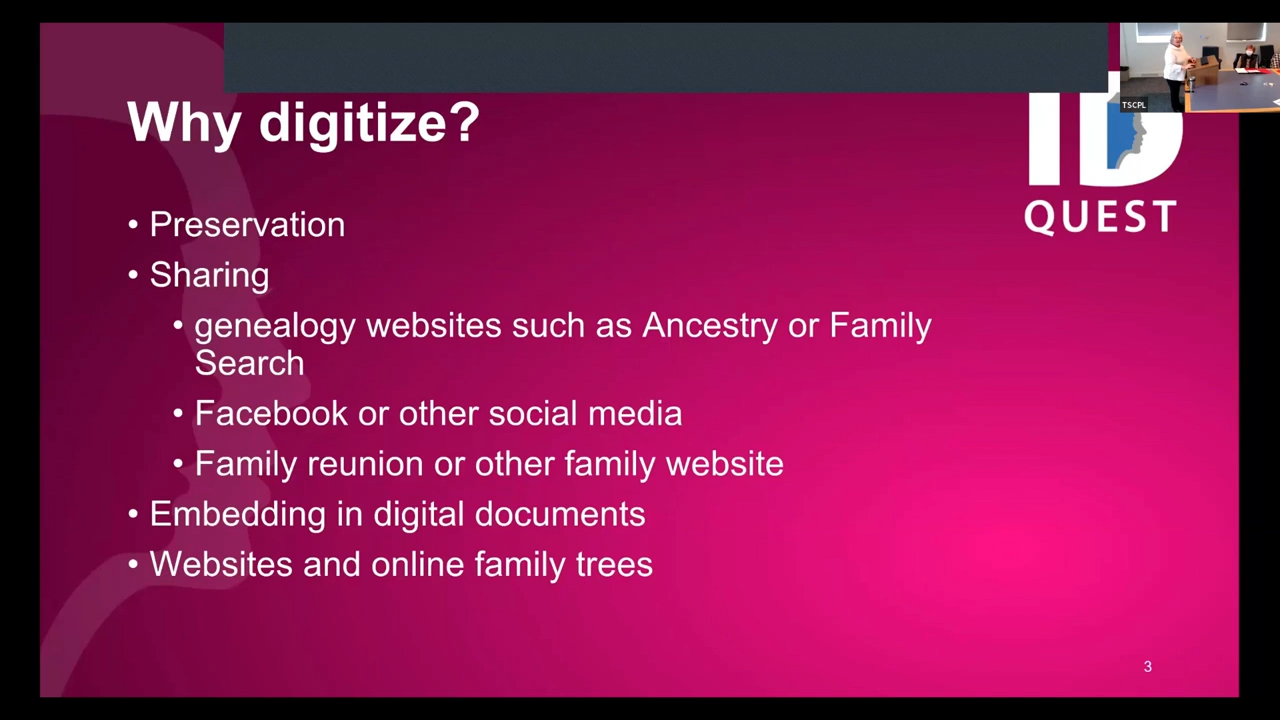 TSCPL
Why digitize?
ID
QUEST
• Preservation
• Sharing
• genealogy websites such as Ancestry or Family
Search
• Facebook or other social media
• Family reunion or other family website
• Embedding in digital documents
• Websites and online family trees
3